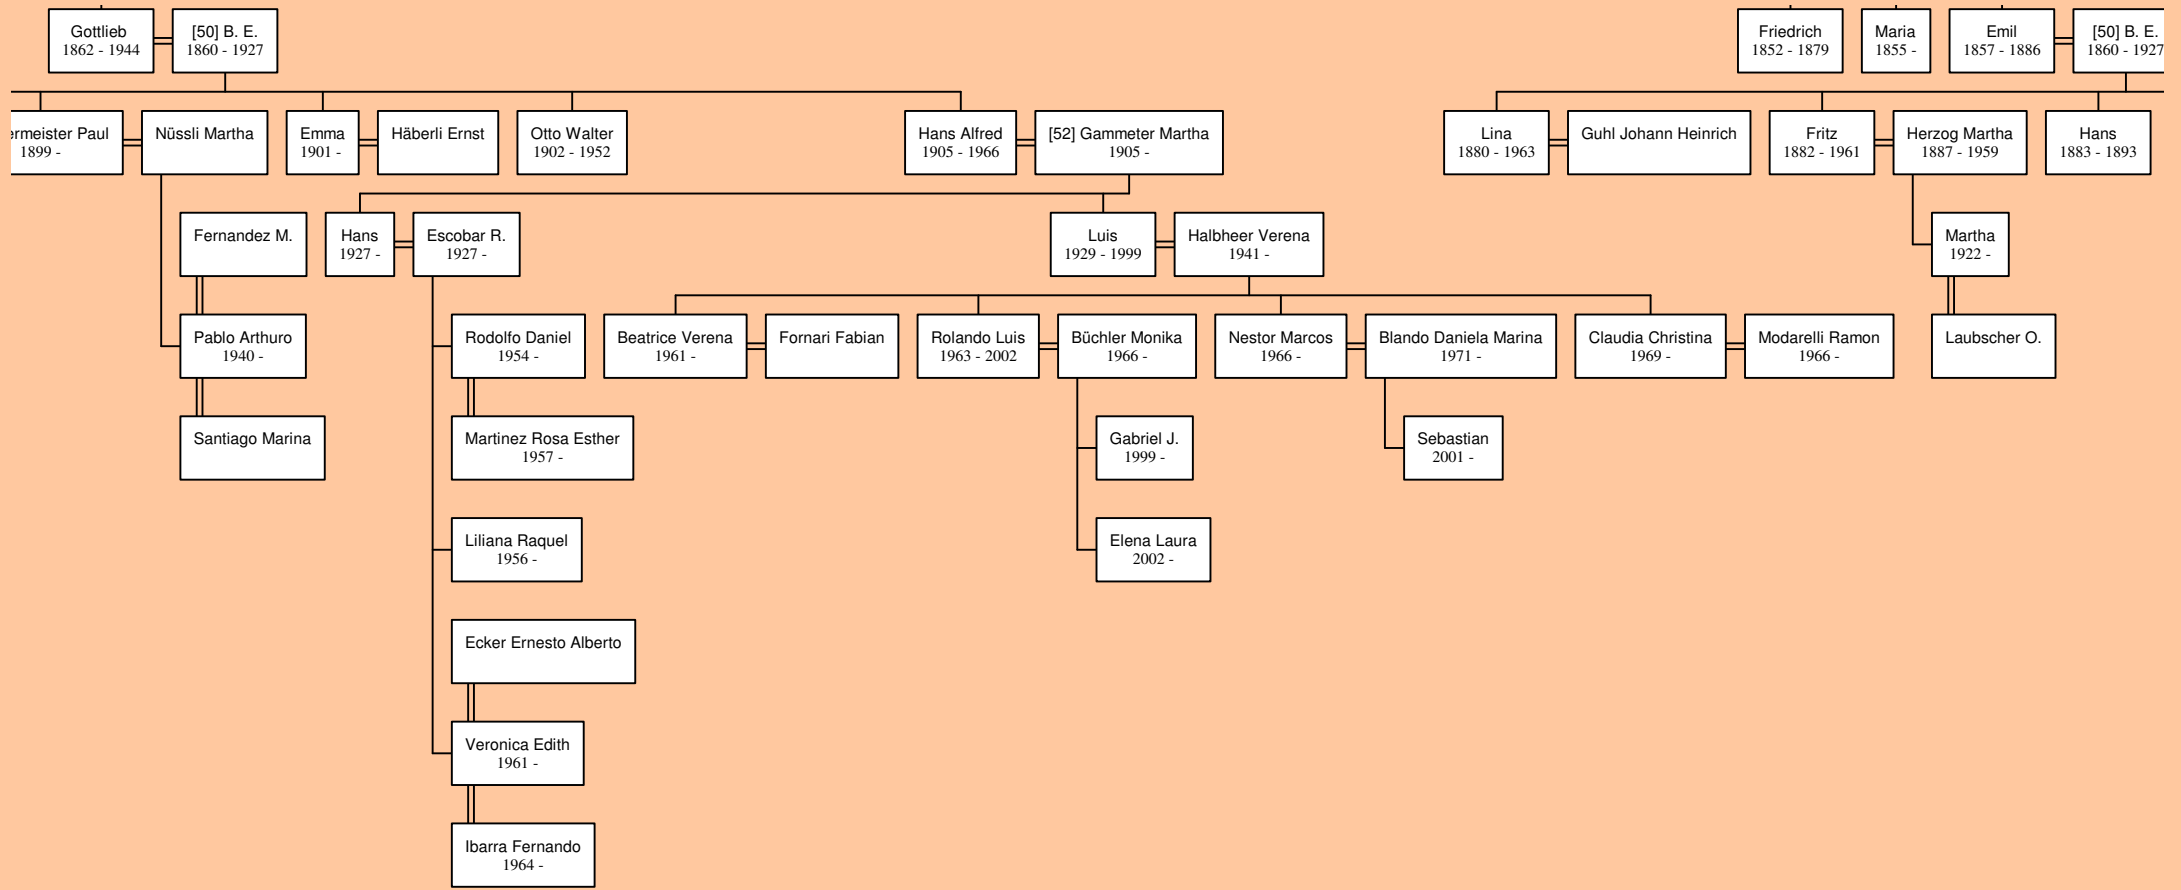 Gottlieb
1862 - 1944
[50] B. E.
1860 - 1927
Friedrich
1852 - 1879
Maria
1855 -
Emil
1857 - 1886
[50] B. E.
1860 - 1927
ermeister Paul
1899 -
Nüssli Martha
Emma
1901 -
Häberli Ernst
Otto Walter
1902 - 1952
Hans Alfred
1905 - 1966
[52] Gammeter Martha
1905 -
Lina
1880 - 1963
Guhl Johann Heinrich
Fritz
1882 - 1961
Herzog Martha
1887 - 1959
Hans
1883 - 1893
Fernandez M.
Hans
1927 -
Escobar R.
1927 -
Luis
1929 - 1999
Halbheer Verena
1941 -
Martha
1922 -
Pablo Arthuro
1940 -
Rodolfo Daniel
1954 -
Beatrice Verena
1961 -
Fornari Fabian
Rolando Luis
1963 - 2002
Büchler Monika
1966 -
Nestor Marcos
1966 -
Blando Daniela Marina
1971 -
Claudia Christina
1969 -
Modarelli Ramon
1966 -
Laubscher O.
Santiago Marina
Martinez Rosa Esther
1957 -
Gabriel J.
1999 -
Sebastian
2001 -
Liliana Raquel
1956 -
Elena Laura
2002 -
Ecker Ernesto Alberto
Veronica Edith
1961 -
Ibarra Fernando
1964 -